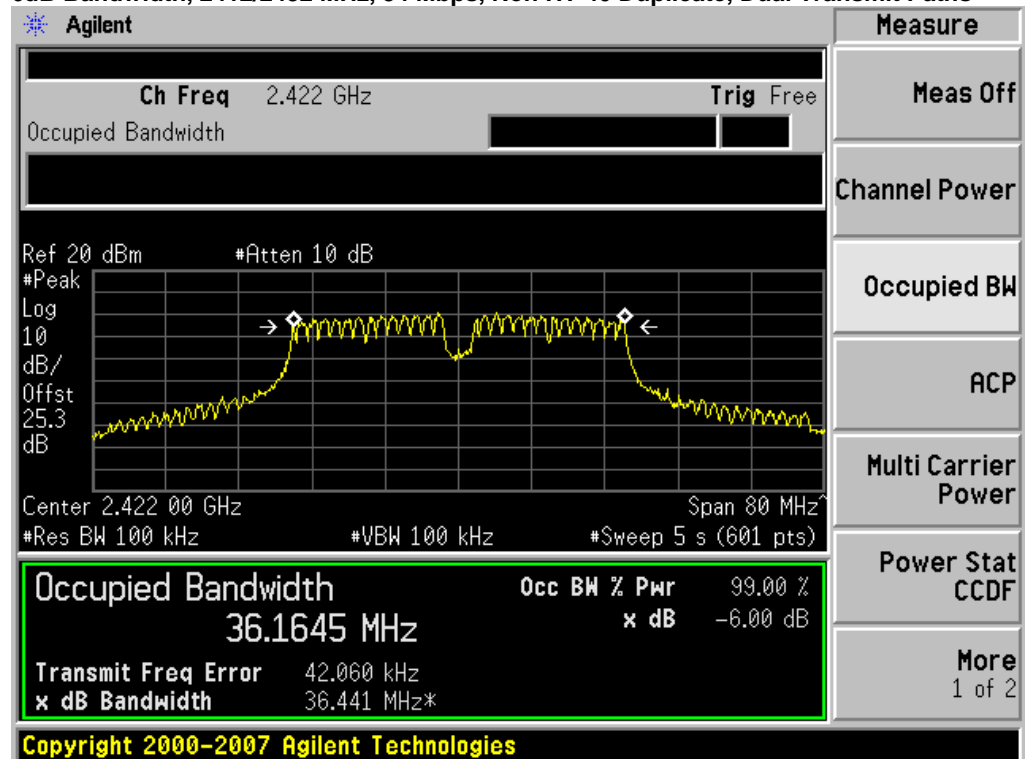 Agilent
Measure
Ch Freq 2.422 GHz Trig Free
Occupied Bandwidth
Meas Off
Channel Power
Occupied BW
ACP
Multi Carrier
Power
Power Stat
CCDF
More
1 of 2
Ref 20 dBm #Atten 10 dB
#Peak
Log
10
dB/
Offst
25.3
dB
Center 2.422 00 GHz Span 80 MHz^
#Res BW 100 kHz #VBW 100 kHz #Sweep 5 s (601 pts)
Occupied Bandwidth Occ BW % Pwr 99.00 %
36.1645 MHz x dB -6.00 dB
Transmit Freq Error 42.060 kHz
x dB Bandwidth 36.441 MHz*
Copyright 2000-2007 Agilent Technologies